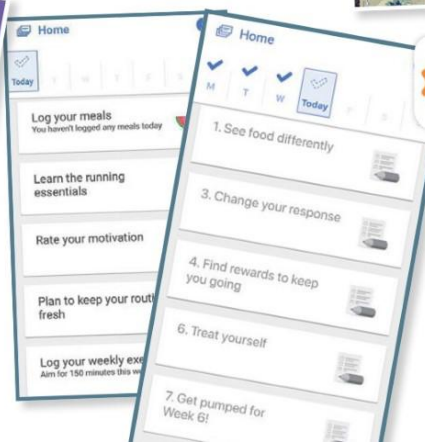 Home
Today
Log your meals
You haven't logged any meals today
Learn the running
essentials
Rate your motivation
Plan to keep your routi
fresh
Log your weekly exe
Aim for 150 minutes this w
Home
M T W Today F S
1. See food differently
3. Change your response
4. Find rewards to keep
you going
6. Treat yourself
7. Get pumped for
Week 6!